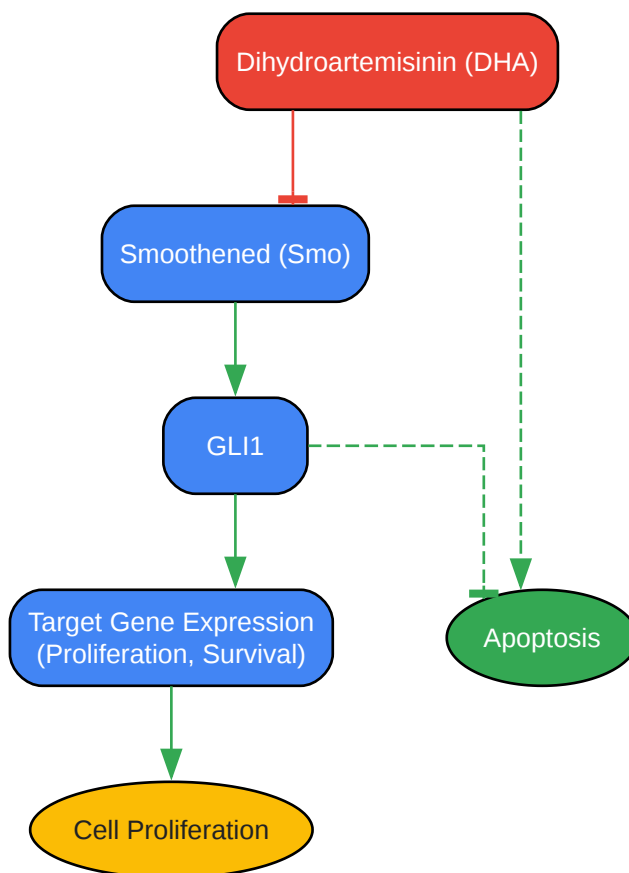 Dihydroartemisinin (DHA)
Smoothened (Smo)
GLI1
Target Gene Expression
(Proliferation, Survival)
Apoptosis
Cell Proliferation